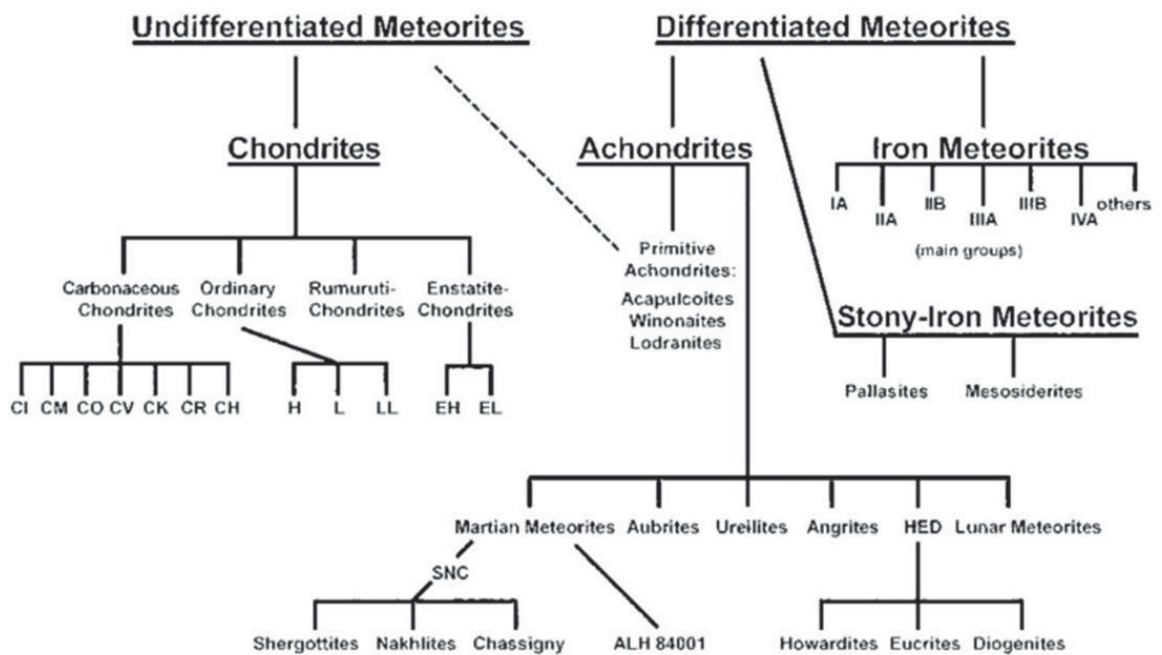 Undifferentiated Meteorites
Differentiated Meteorites
Chondrites
Achondrites
Iron Meteorites
IA
IIA
IIB
IIIA
IIIB
IVA
others
(main groups)
Primitive
Achondrites:
Acapulcoites
Winonaites
Lodranites
Carbonaceous
Chondrites
Ordinary
Chondrites
Rumuruti-
Chondrites
Enstatite-
Chondrites
Stony-Iron Meteorites
Pallasites
Mesosiderites
CI
CM
CO
CV
CK
CR
CH
H
L
LL
EH
EL
Martian Meteorites
Aubrites
Ureilites
Angrites
HED
Lunar Meteorites
SNC
Shergottites
Nakhlites
Chassigny
ALH 84001
Howardites
Eucrites
Diogenites